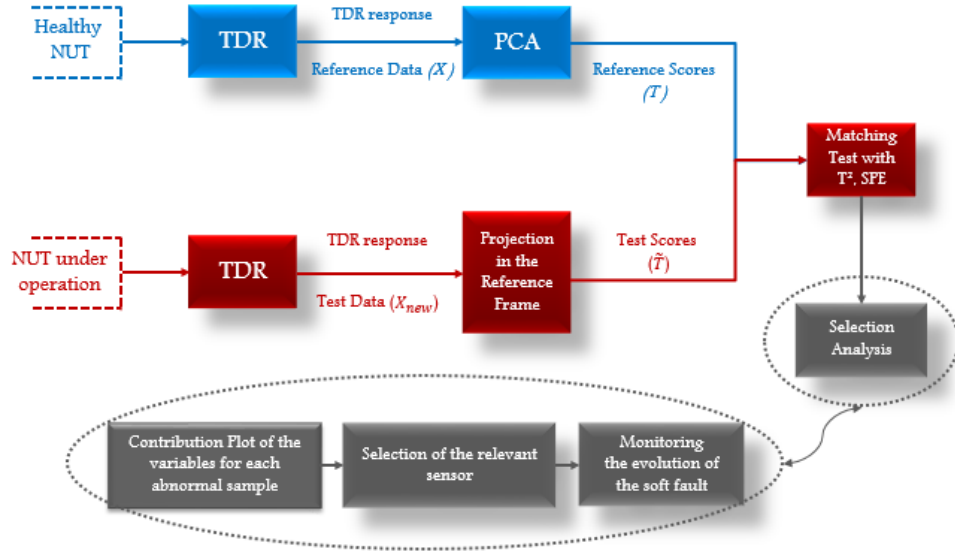 Healthy
NUT
TDR
TDR response
Reference Data (X)
PCA
Reference Scores
(T)
Matching
Test with
T², SPE
NUT under
operation
TDR
TDR response
Test Data (Xnew)
Projection
in the
Reference
Frame
Test Scores
(T̃)
Selection
Analysis
Contribution Plot of the
variables for each
abnormal sample
Selection of the relevant
sensor
Monitoring
the evolution of
the soft fault